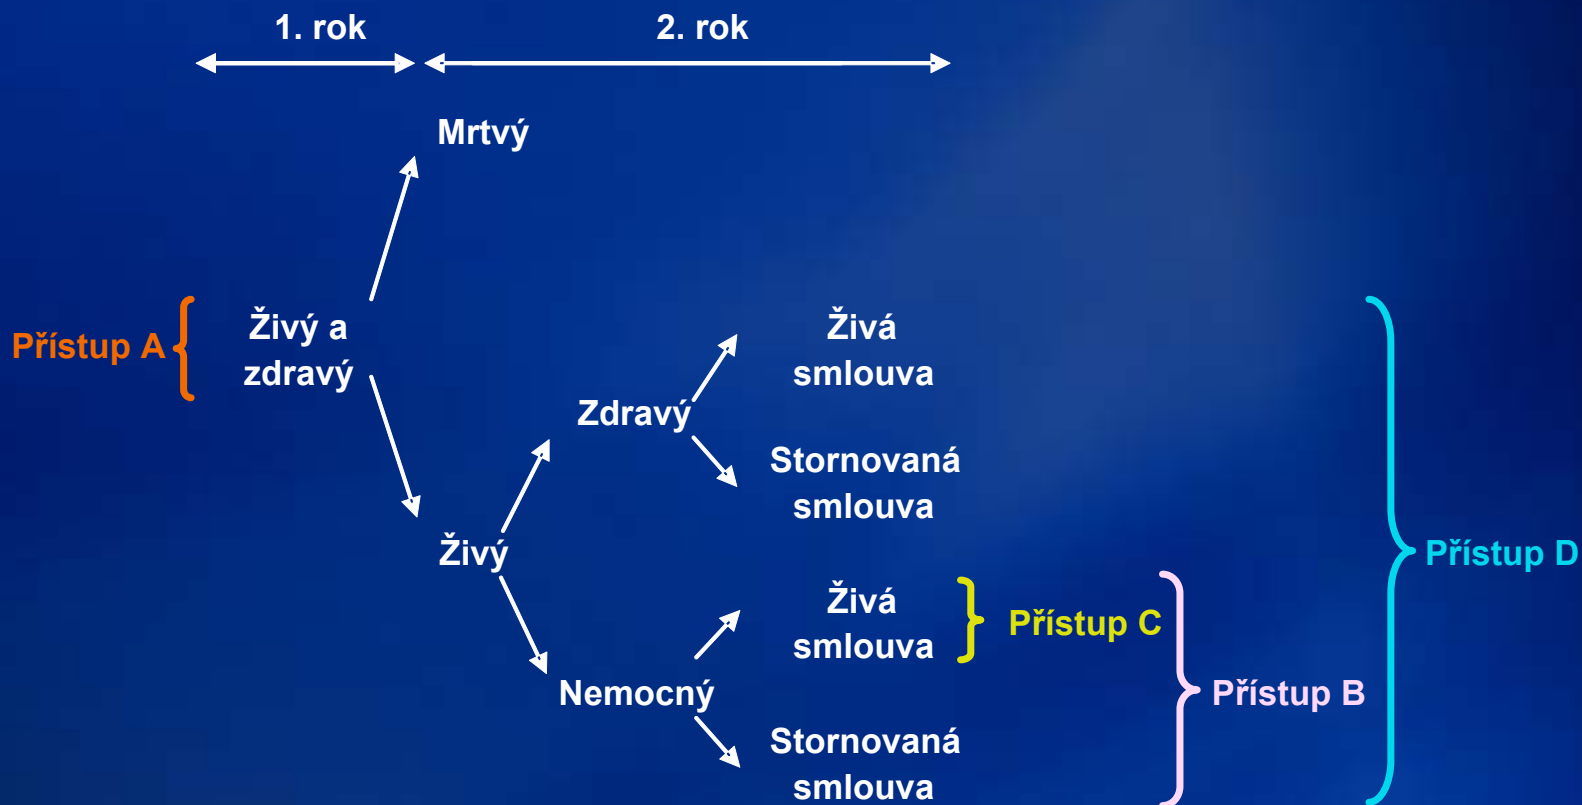 1. rok
2. rok
Mrtvý
Přístup A
Živý a
zdravý
Živá
smlouva
Zdravý
Stornovaná
smlouva
Živý
Přístup D
Živá
smlouva
Přístup C
Nemocný
Přístup B
Stornovaná
smlouva